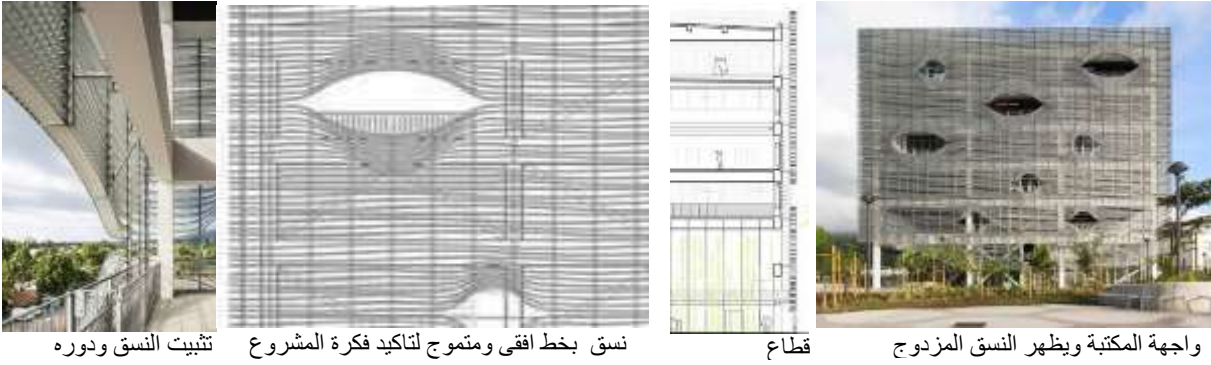 واجهة المكتبة ويظهر النسق المزدوج
قطاع
نسق بخط افقى ومتموج لتاكيد فكرة المشروع
تثبيت النسق ودوره